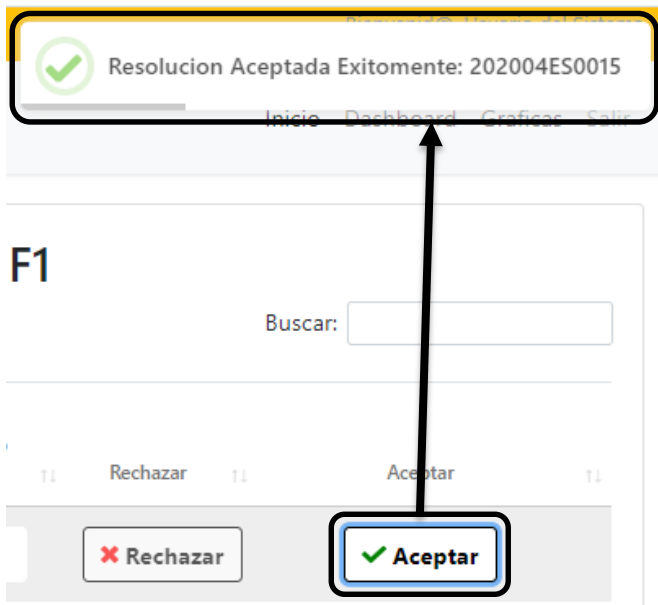 Resolucion Aceptada Exitomente: 202004ES0015
Inicio Dashboard Graficas Salir
F1
Buscar:
Rechazar Aceptar
Rechazar Aceptar